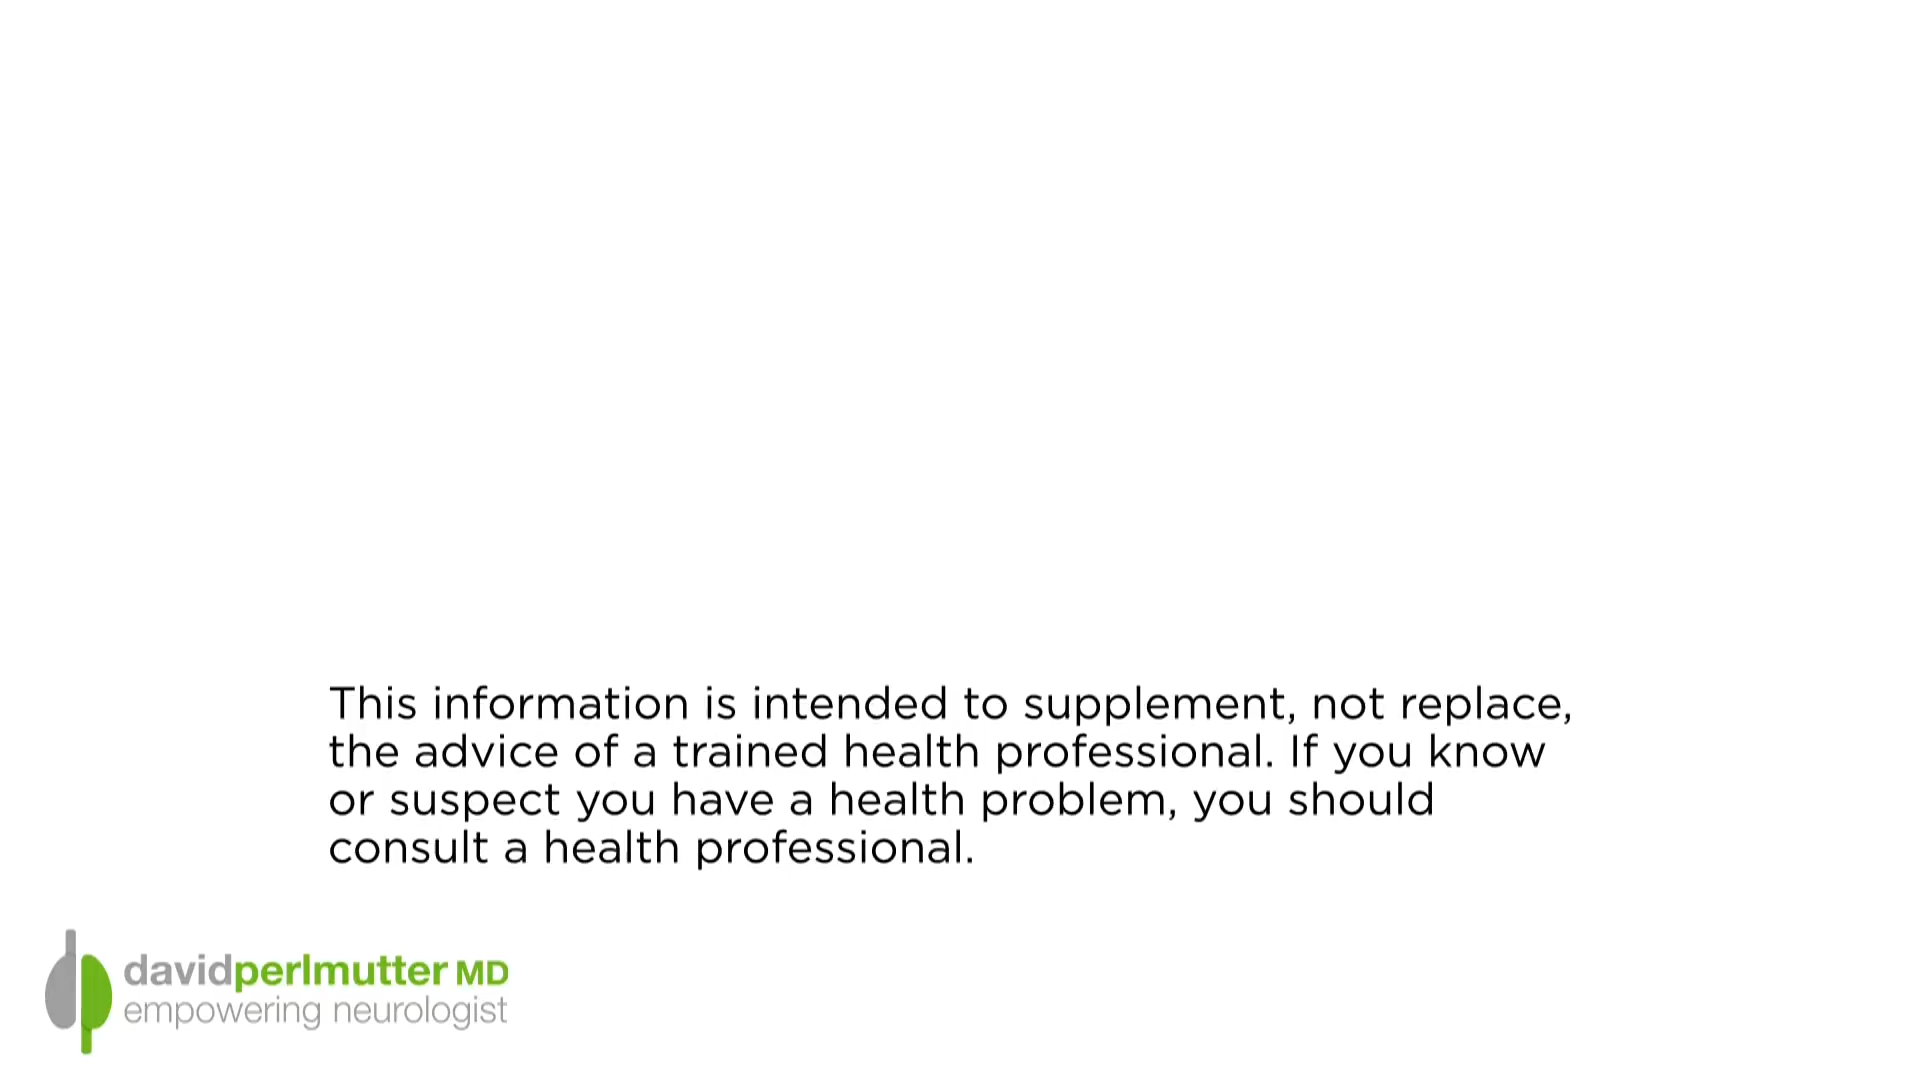 This information is intended to supplement, not replace,
the advice of a trained health professional. If you know
or suspect you have a health problem, you should
consult a health professional.
davidperlmutter MD
empowering neurologist